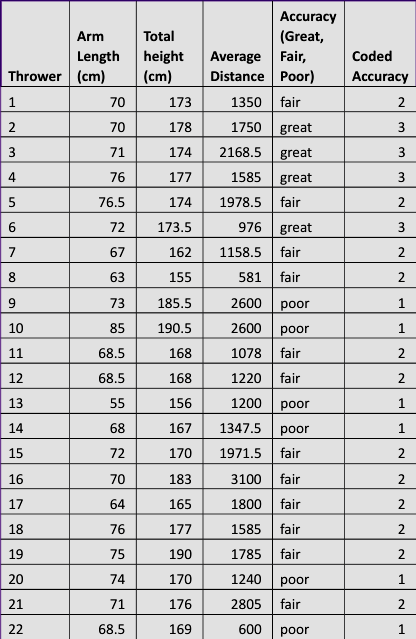 Thrower Arm Length (cm) Total height (cm) Average Distance Accuracy (Great, Fair, Poor) Coded Accuracy
1 70 173 1350 fair 2
2 70 178 1750 great 3
3 71 174 2168.5 great 3
4 76 177 1585 great 3
5 76.5 174 1978.5 fair 2
6 72 173.5 976 great 3
7 67 162 1158.5 fair 2
8 63 155 581 fair 2
9 73 185.5 2600 poor 1
10 85 190.5 2600 poor 1
11 68.5 168 1078 fair 2
12 68.5 168 1220 fair 2
13 55 156 1200 poor 1
14 68 167 1347.5 poor 1
15 72 170 1971.5 fair 2
16 70 183 3100 fair 2
17 64 165 1800 fair 2
18 76 177 1585 fair 2
19 75 190 1785 fair 2
20 74 170 1240 poor 1
21 71 176 2805 fair 2
22 68.5 169 600 poor 1